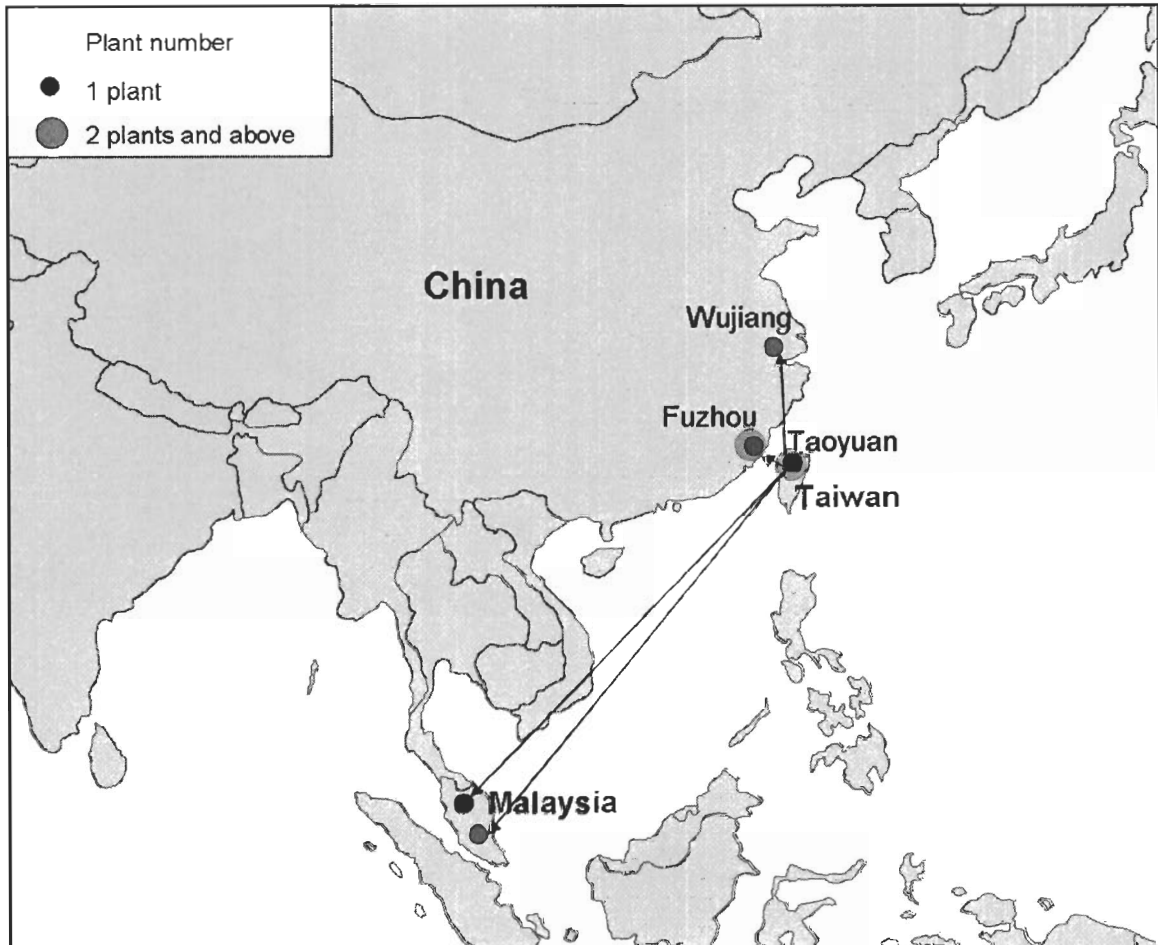 Plant number
1 plant
2 plants and above
China
Wujiang
Fuzhou
Taoyuan
Taiwan
Malaysia